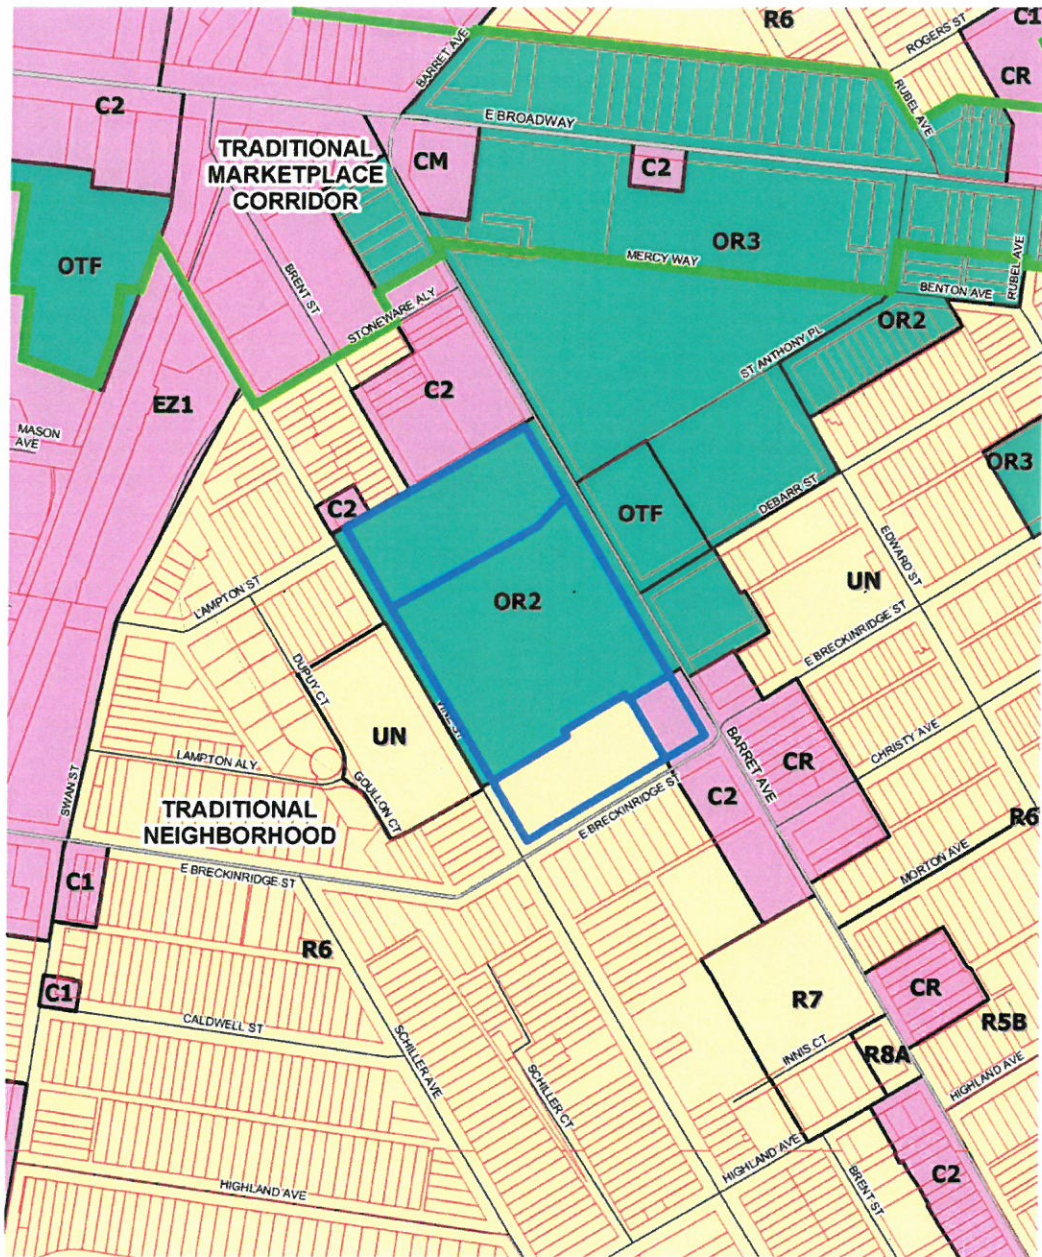 R6
C1
ROGERS ST
BARRET AVE
CR
RUBEL AVE
C2
E BROADWAY
TRADITIONAL
MARKETPLACE
CORRIDOR
CM
C2
OR3
OTF
MERCY WAY
RUBEL AVE
BRENT ST
BENTON AVE
STONEWARE ALY
OR2
ST ANTHONY PL
C2
EZ1
MASON
AVE
OR3
C2
OTF
DEBARR ST
EDWARD ST
UN
LAMPTON ST
OR2
E BRECKINRIDGE ST
DUPUY CT
UN
BARRET AVE
CHRISTY AVE
LAMPTON ALY
CR
SWAN ST
GOULLON CT
C2
TRADITIONAL
NEIGHBORHOOD
E BRECKINRIDGE ST
R6
MORTON AVE
C1
E BRECKINRIDGE ST
R6
CR
C1
R7
R5B
CALDWELL ST
INNIS CT
R8A
SCHILLER AVE
SCHILLER CT
HIGHLAND AVE
HIGHLAND AVE
C2
BRENT ST
HIGHLAND AVE